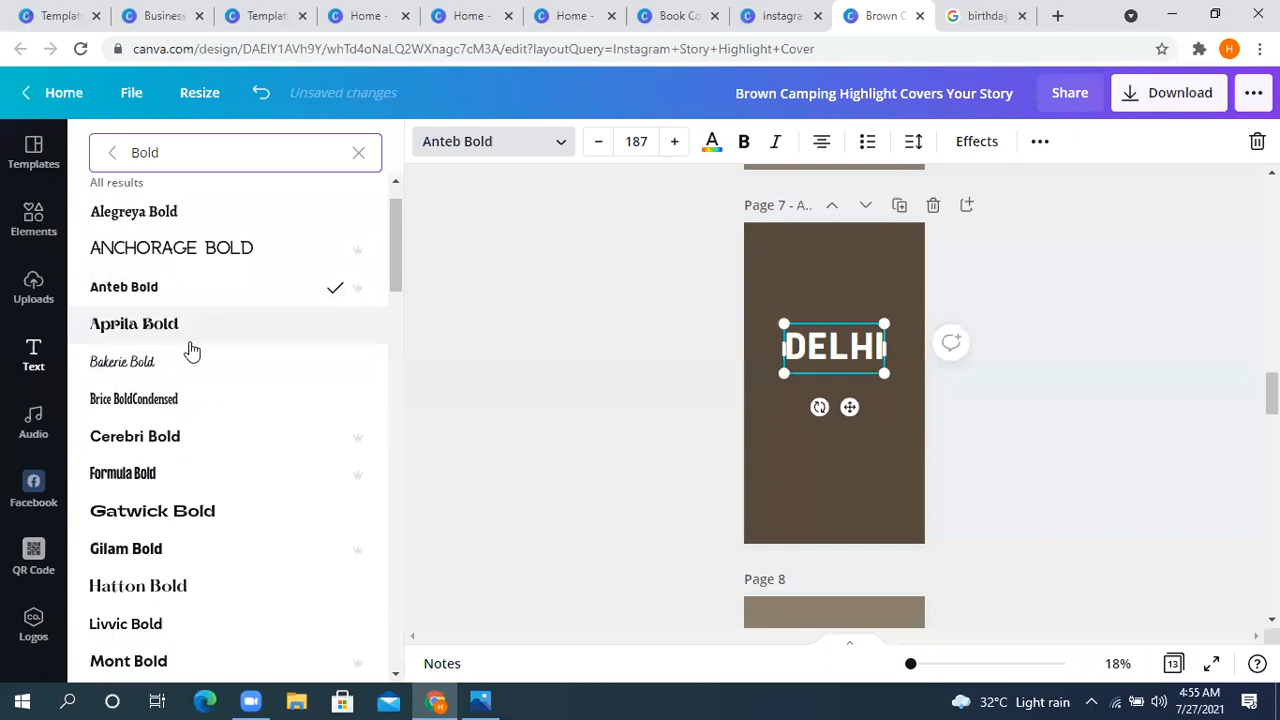 Templat
Business
Templat
Home -
Home -
Home -
Book Co
instagra
Brown C
birthday
canva.com/design/DAEIY1AVh9Y/whTd4oNaLQ2WXnagc7cM3A/edit?layoutQuery=Instagram+Story+Highlight+Cover
H
Home File Resize Unsaved changes Brown Camping Highlight Covers Your Story Share Download
Templates
Elements
Uploads
Text
Audio
Facebook
QR Code
CO.
Logos
Bold
All results
Alegreya Bold
ANCHORAGE BOLD
Anteb Bold
Aprila Bold
Bakerie Bold
Brice BoldCondensed
Cerebri Bold
Formula Bold
Gatwick Bold
Gilam Bold
Hatton Bold
Livvic Bold
Mont Bold
Anteb Bold – 187 + A B I Effects
Page 7 - A..
DELHI
Page 8
Notes 18% 13
32°C Light rain
4:55 AM
7/27/2021